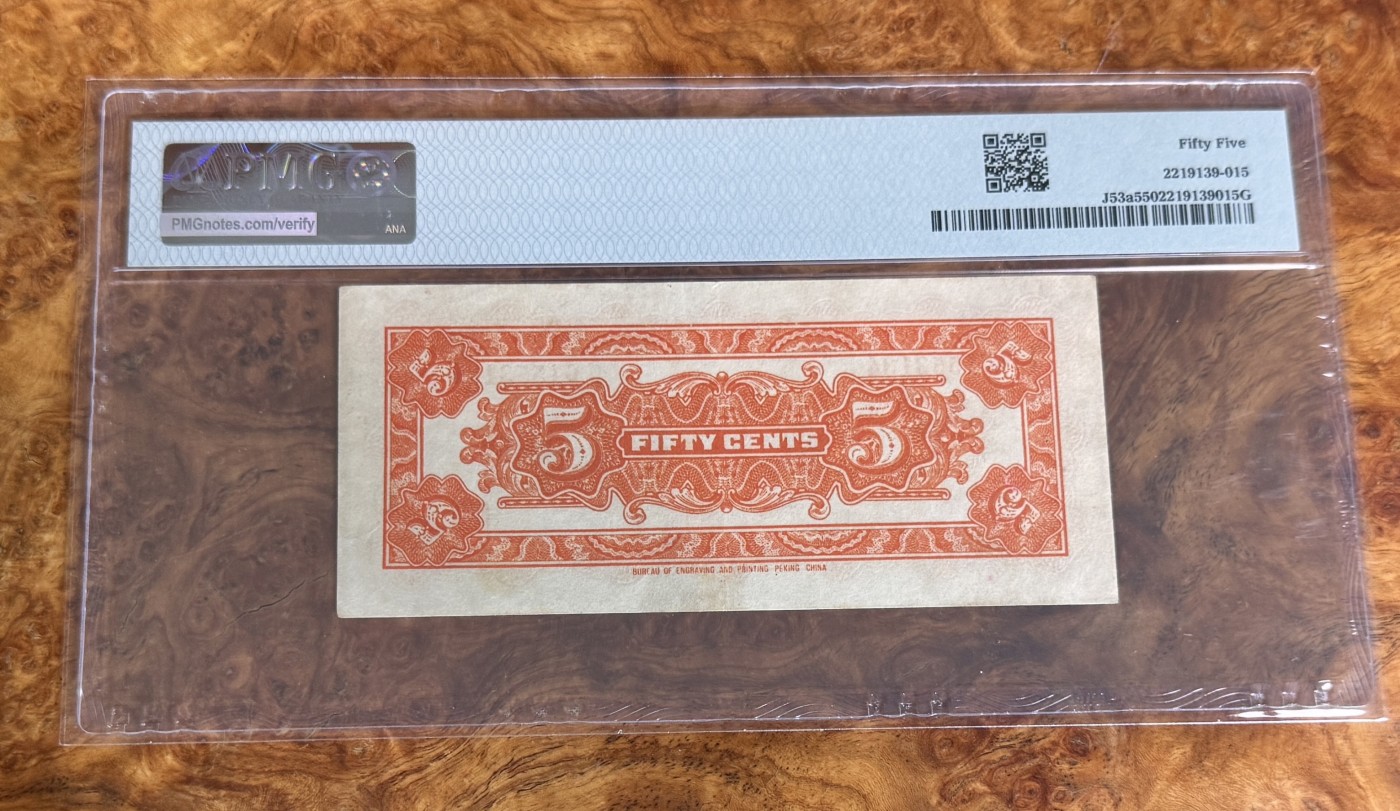 PMG
PMGnotes.com/verify
ANA
Fifty Five
2219139-015
J53a5502219139015G
5 FIFTY CENTS 5
BUREAU OF ENGRAVING AND PRINTING PEKING CHINA